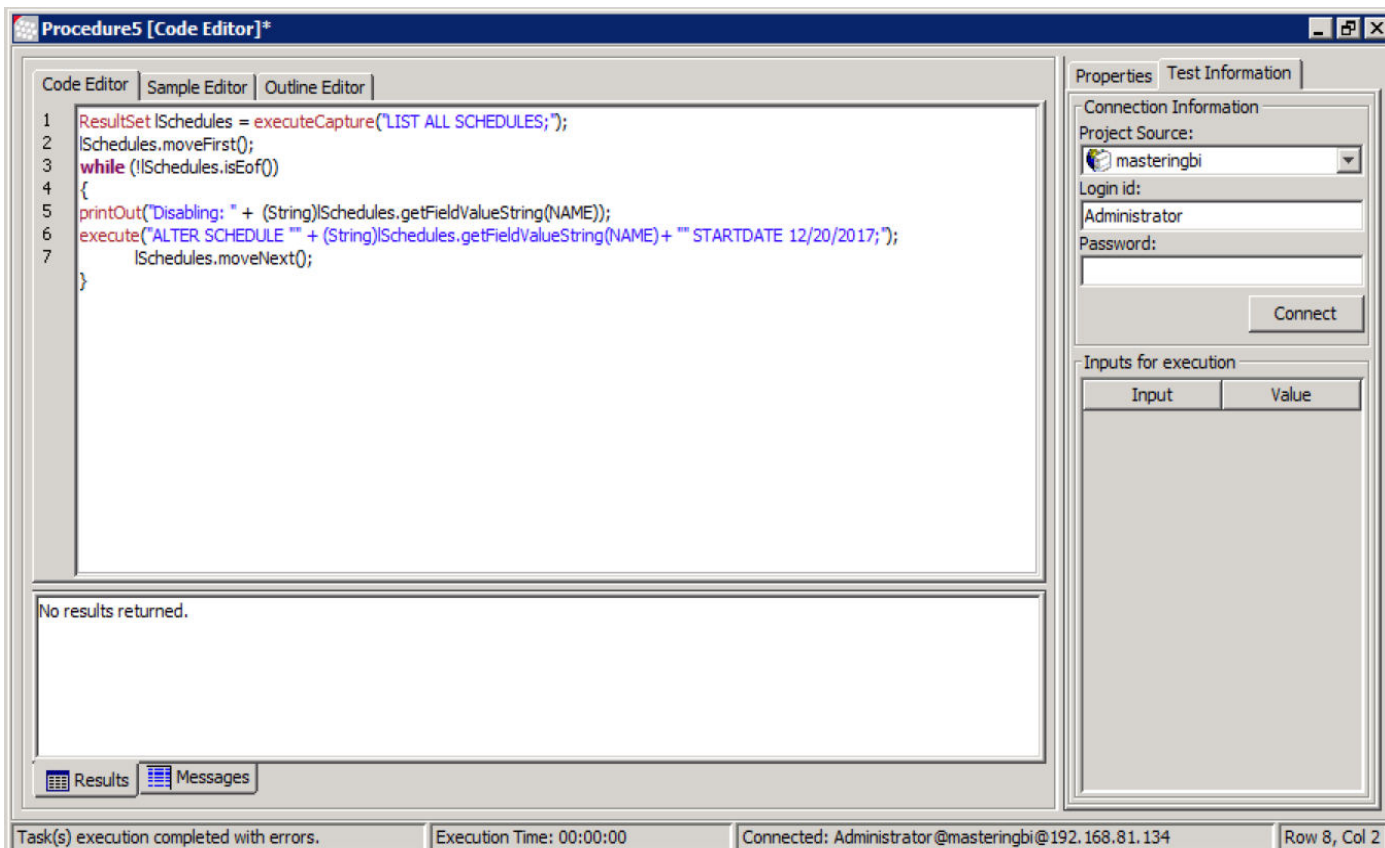 Procedure5 [Code Editor]*
Code Editor Sample Editor Outline Editor
1 ResultSet lSchedules = executeCapture("LIST ALL SCHEDULES;");
2 lSchedules.moveFirst();
3 while (!lSchedules.isEof())
4 {
5 printOut("Disabling: " + (String)lSchedules.getFieldValueString(NAME));
6 execute("ALTER SCHEDULE "" + (String)lSchedules.getFieldValueString(NAME)+ "" STARTDATE 12/20/2017;");
7 lSchedules.moveNext();
}
No results returned.
Results Messages
Properties Test Information
Connection Information
Project Source:
masteringbi
Login id:
Administrator
Password:
Connect
Inputs for execution
Input Value
Task(s) execution completed with errors. Execution Time: 00:00:00 Connected: Administrator@masteringbi@192.168.81.134 Row 8, Col 2